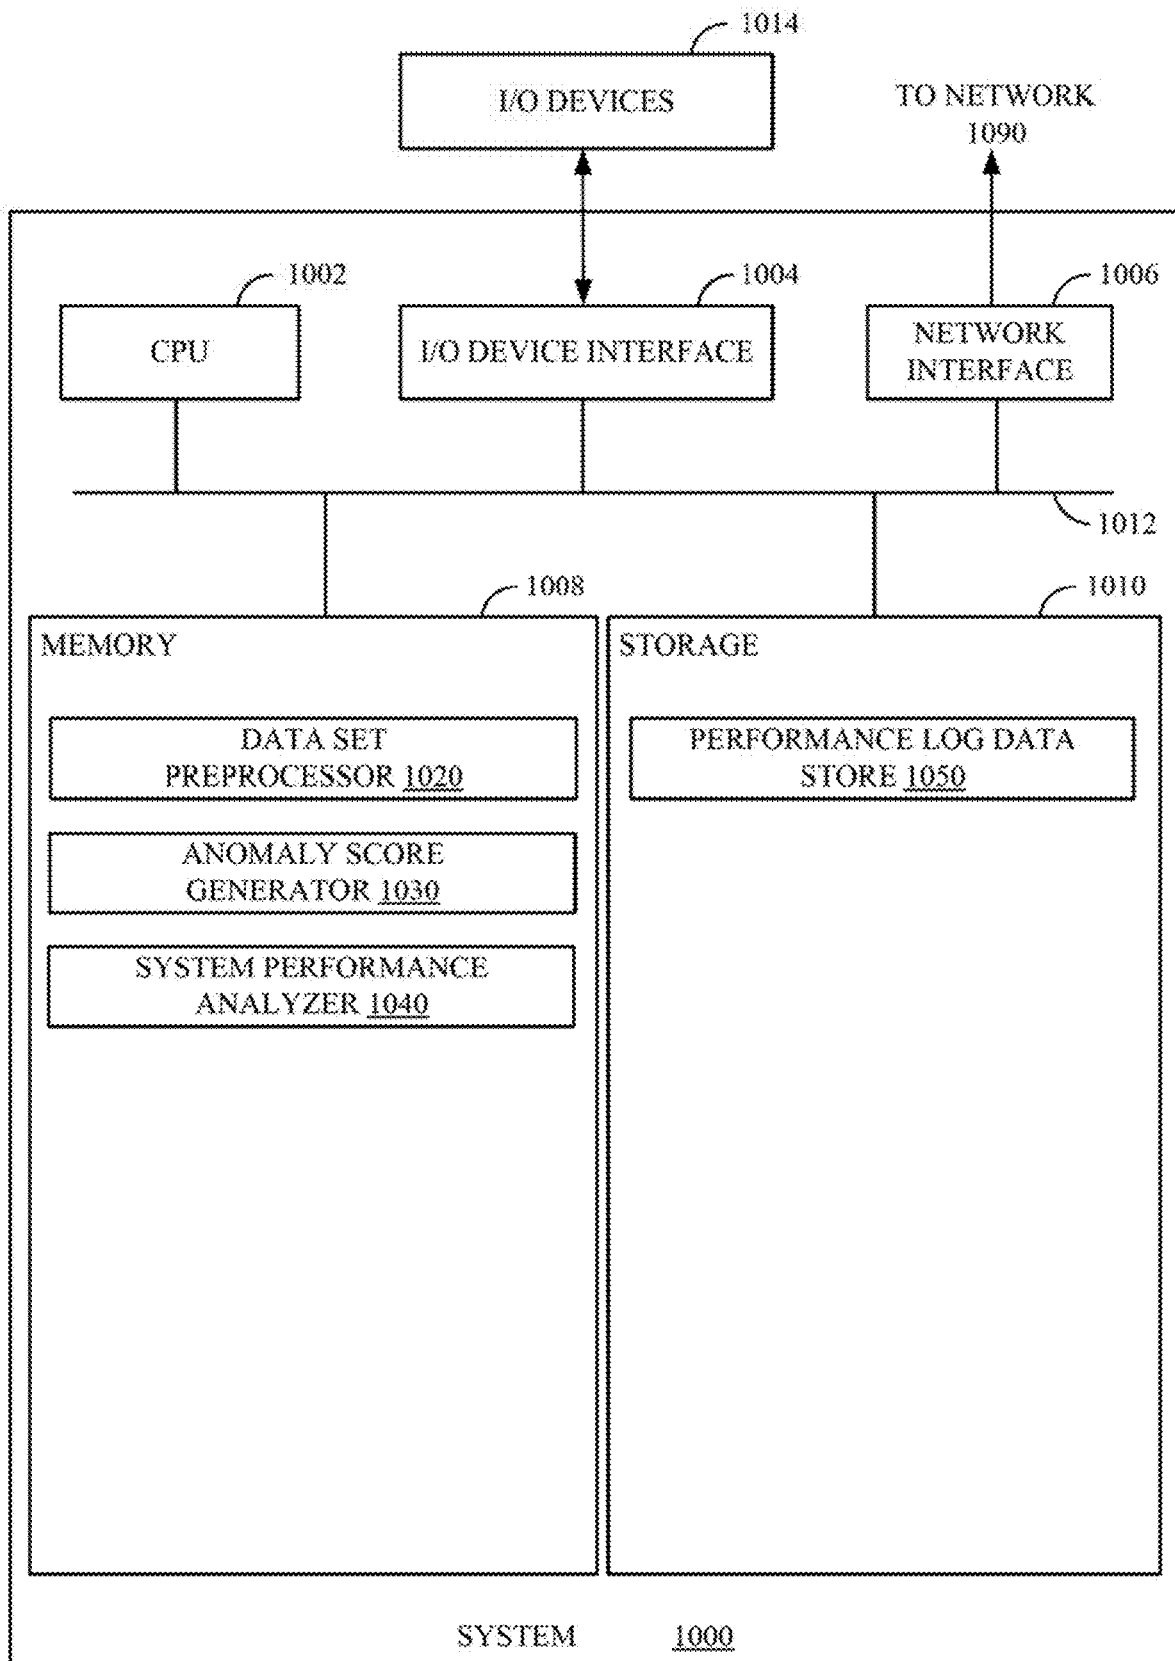 1014
I/O DEVICES
TO NETWORK
1090
1002
1004
1006
CPU
I/O DEVICE INTERFACE
NETWORK
INTERFACE
1012
1008
1010
MEMORY
STORAGE
DATA SET
PREPROCESSOR 1020
PERFORMANCE LOG DATA
STORE 1050
ANOMALY SCORE
GENERATOR 1030
SYSTEM PERFORMANCE
ANALYZER 1040
SYSTEM 1000